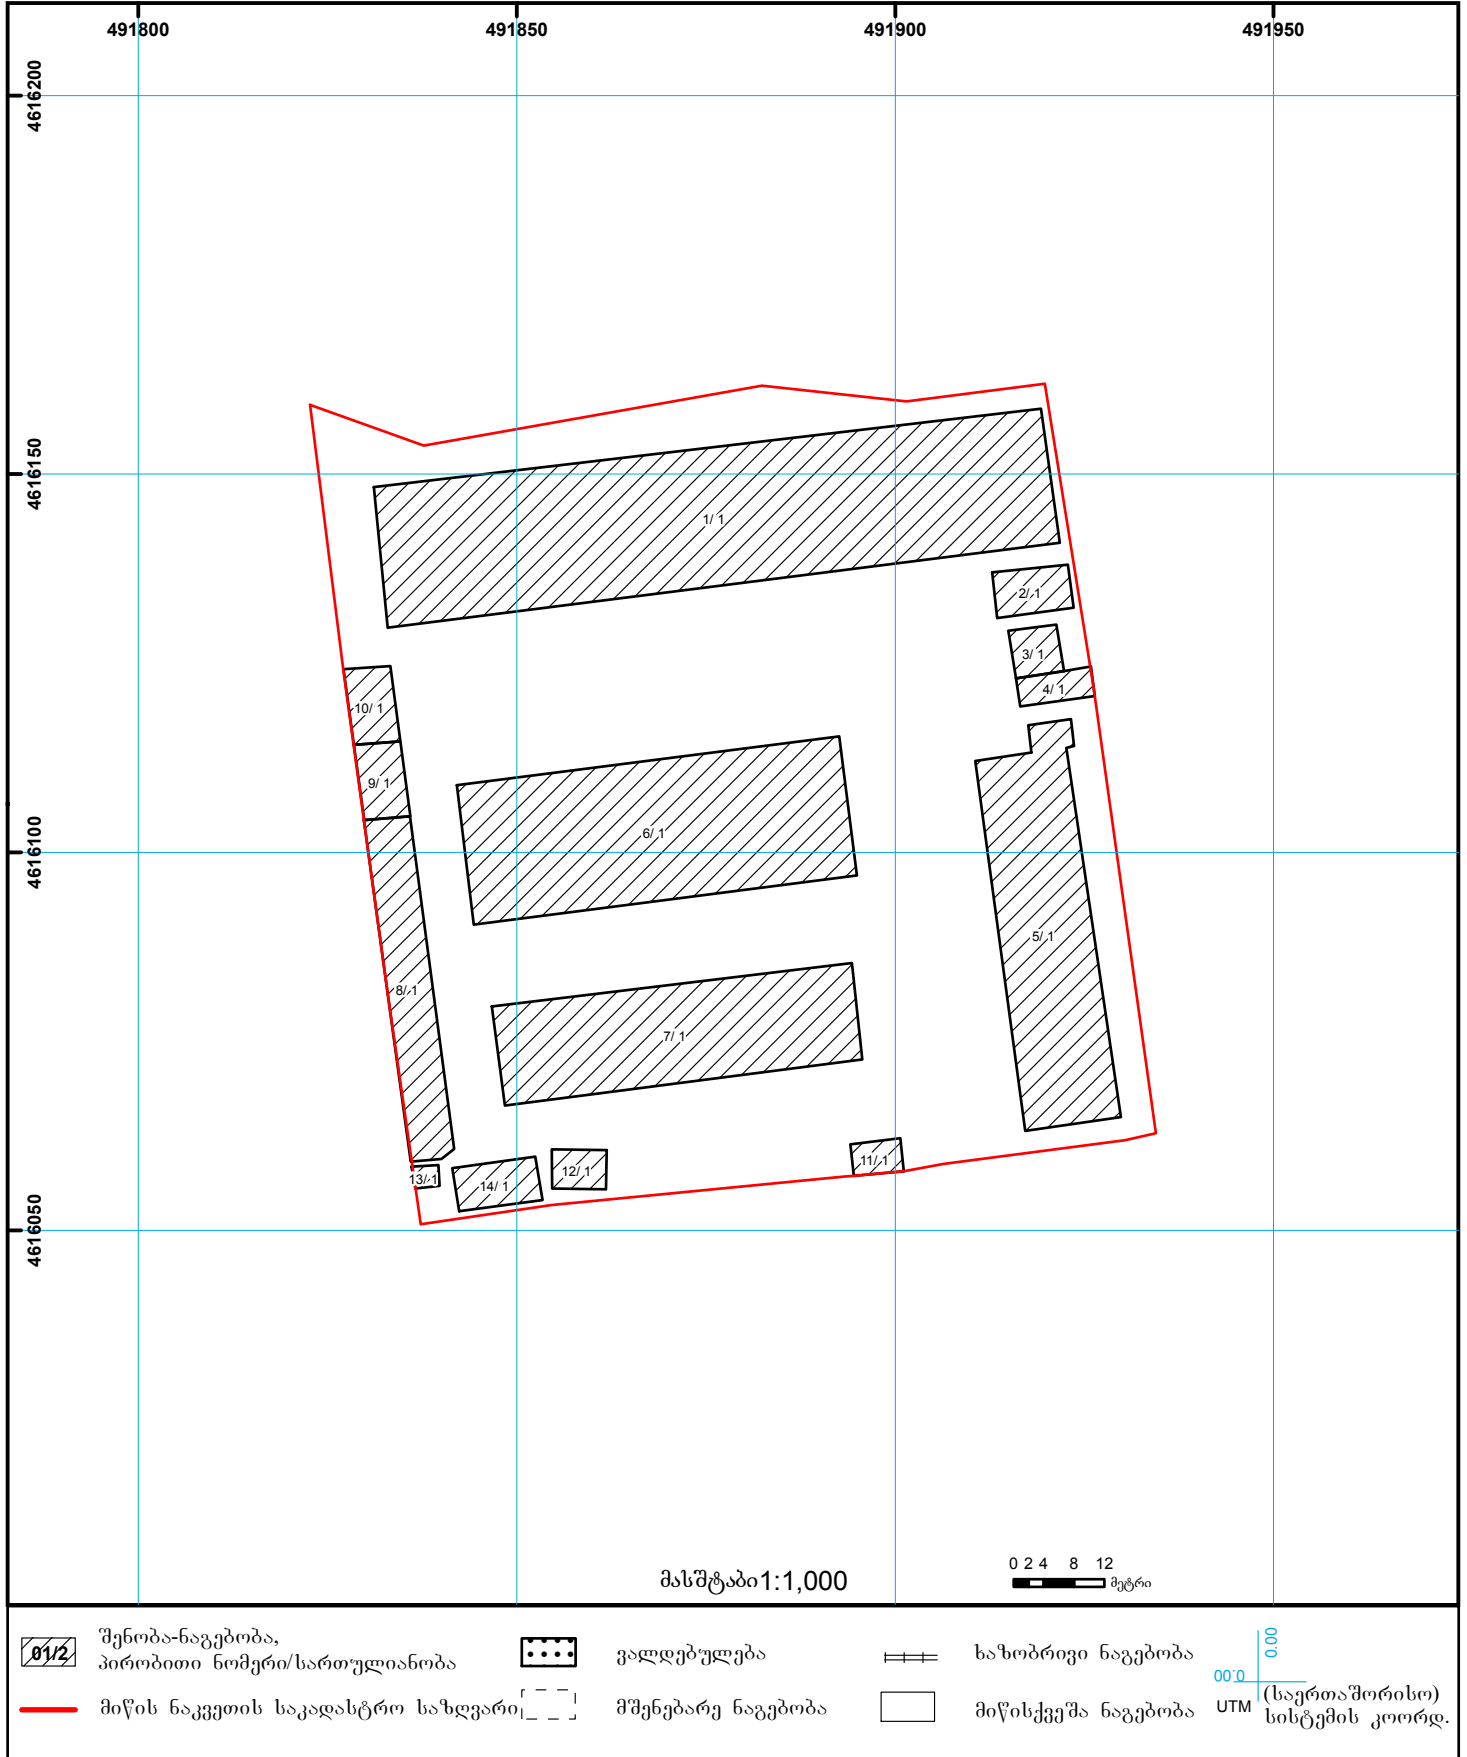 491800 491850 491900 491950
4616200
4616150
4616100
4616050
1/ 1
2/ 1
3/ 1
4/ 1
10/ 1
9/ 1
6/ 1
5/ 1
8/ 1
7/ 1
11/ 1
12/ 1
13/ 1
14/ 1
მასშტაბი1:1,000
0 2 4 8 12
მეტრი
01/2
შენობა-ნაგებობა,
პირობითი ნომერი/სართულიანობა
ვალდებულება
ხაზობრივი ნაგებობა
00.0
00.0
მიწის ნაკვეთის საკადასტრო საზღვარი
მშენებარე ნაგებობა
მიწისქვეშა ნაგებობა
UTM (საერთაშორისო)
სისტემის კოორდ.